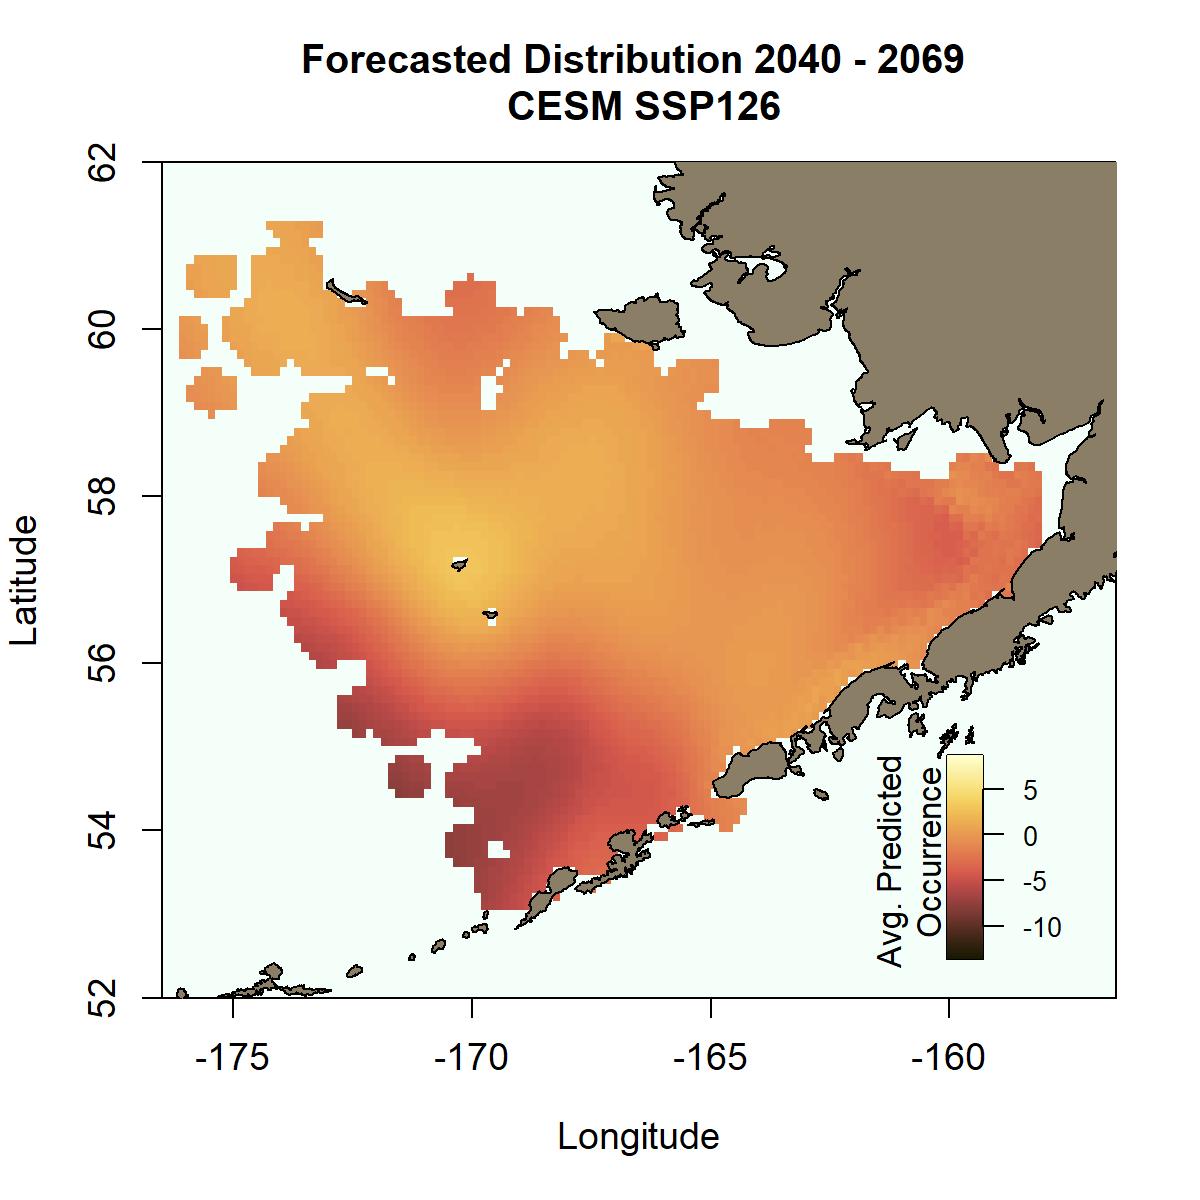 Forecasted Distribution 2040 - 2069
CESM SSP126
62
60
58
56
54
52
Latitude
-175
-170
-165
-160
Longitude
Avg. Predicted
Occurrence
5
0
-5
-10